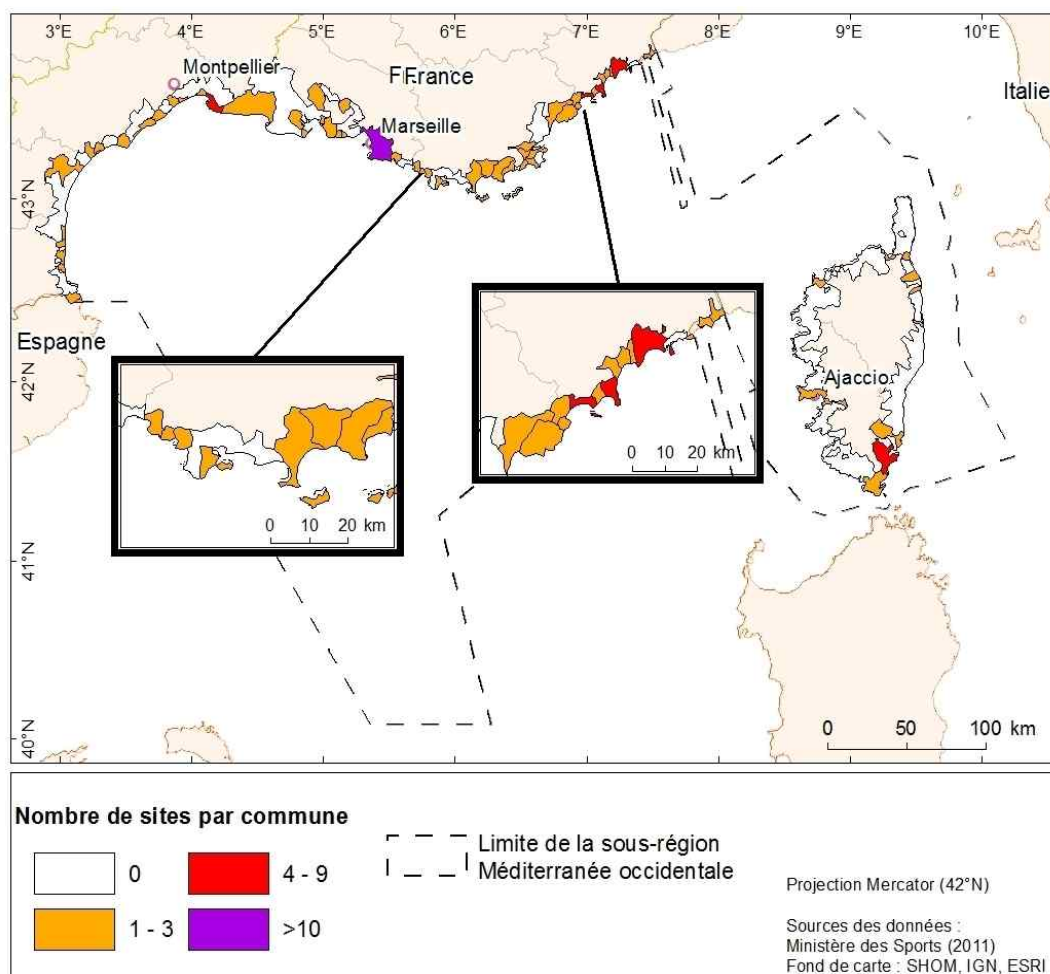 3°E 4°E 5°E 6°E 7°E 8°E 9°E 10°E
Montpellier
FFrance
Italie
Marseille
43°N
Espagne
42°N
Ajaccio
0 10 20 km
0 10 20 km
41°N
40°N
0 50 100 km
Nombre de sites par commune
0
4 - 9
1 - 3
>10
Limite de la sous-région
Méditerranée occidentale
Projection Mercator (42°N)
Sources des données :
Ministère des Sports (2011)
Fond de carte : SHOM, IGN, ESRI